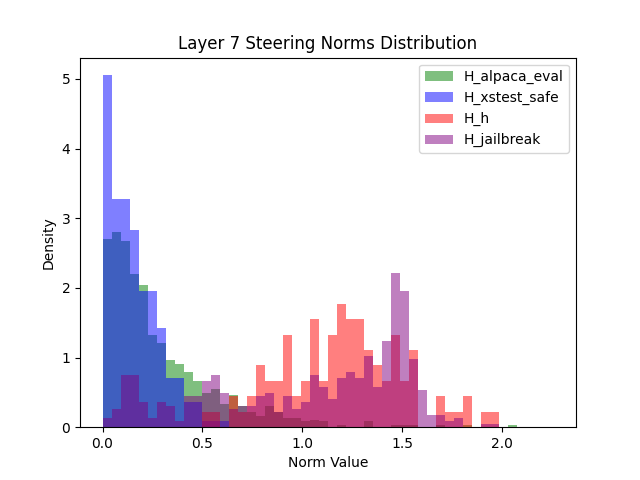 Layer 7 Steering Norms Distribution
H_alpaca_eval
H_xstest_safe
H_h
H_jailbreak
Density
5
4
3
2
1
0
0.0 0.5 1.0 1.5 2.0
Norm Value